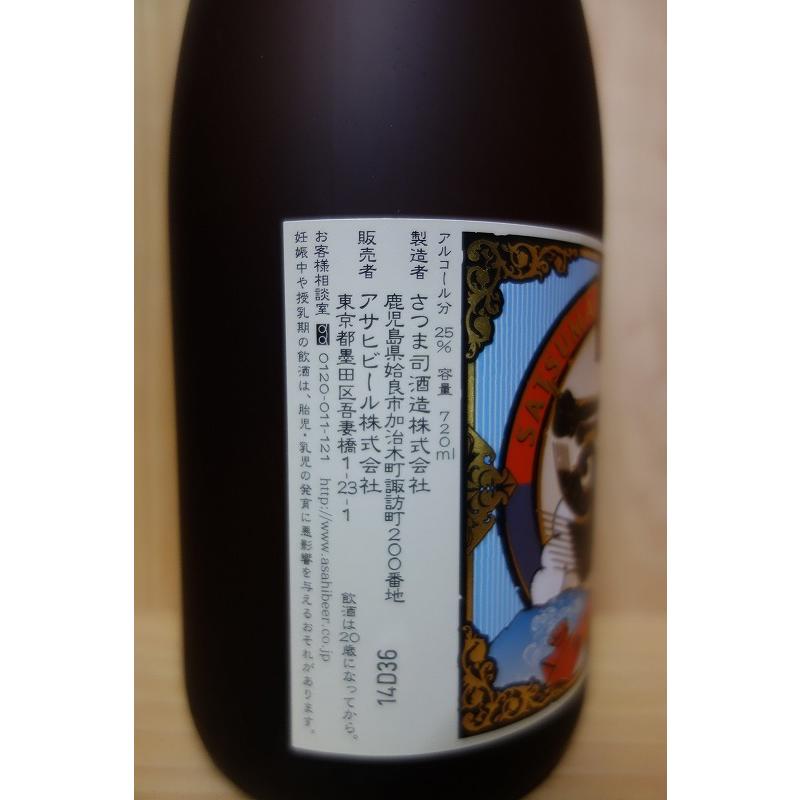 アルコール分 25% 容量 720ml
製造者 さつま司酒造株式会社
鹿児島県姶良市加治木町諏訪町200番地
販売者 アサヒビール株式会社
東京都墨田区吾妻橋1-23-1
飲酒は20歳になってから。
お客様相談室 0120-011-121 http://www.asahibeer.co.jp
妊娠中や授乳期の飲酒は、胎児・乳児の発育に悪影響を与えるおそれがあります。
14D36
SATSUMA